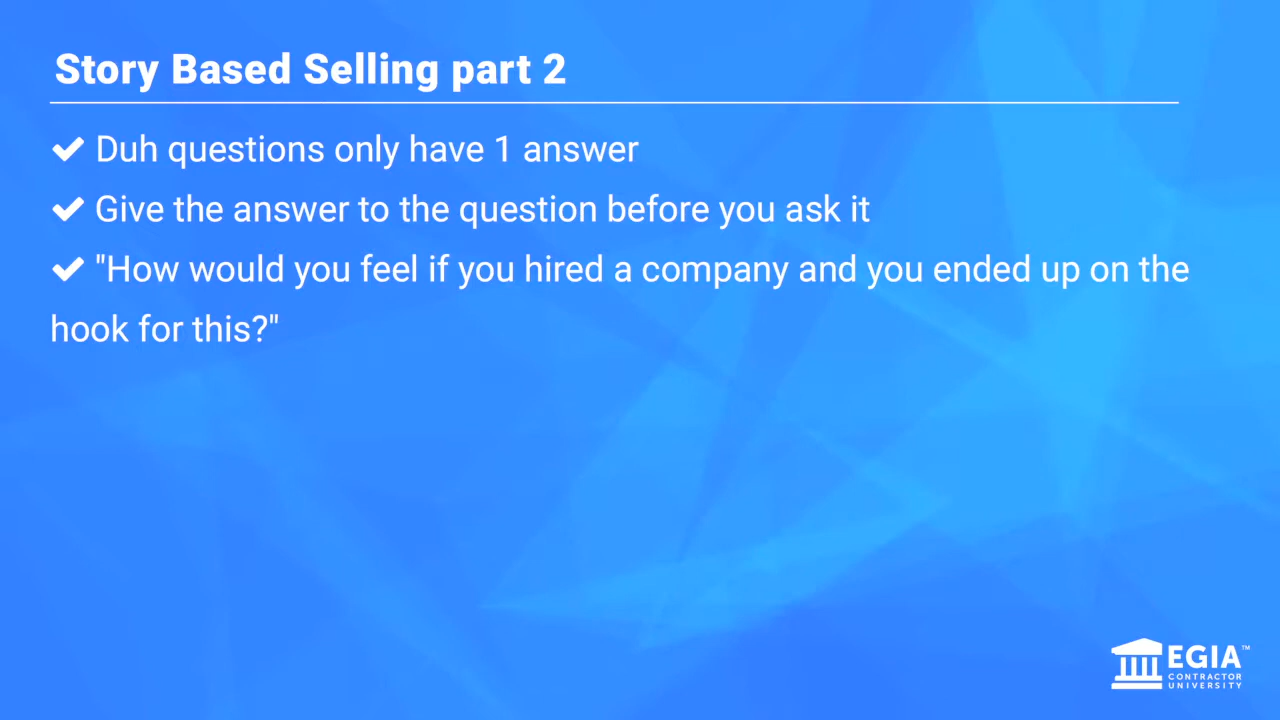 Story Based Selling part 2
✔ Duh questions only have 1 answer
✔ Give the answer to the question before you ask it
✔ "How would you feel if you hired a company and you ended up on the
hook for this?"
EGIA™
CONTRACTOR
UNIVERSITY